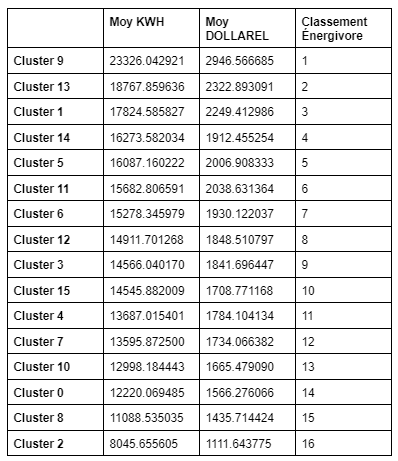 Moy KWH Moy DOLLAREL Classement Énergivore
Cluster 9 23326.042921 2946.566685 1
Cluster 13 18767.859636 2322.893091 2
Cluster 1 17824.585827 2249.412986 3
Cluster 14 16273.582034 1912.455254 4
Cluster 5 16087.160222 2006.908333 5
Cluster 11 15682.806591 2038.631364 6
Cluster 6 15278.345979 1930.122037 7
Cluster 12 14911.701268 1848.510797 8
Cluster 3 14566.040170 1841.696447 9
Cluster 15 14545.882009 1708.771168 10
Cluster 4 13687.015401 1784.104134 11
Cluster 7 13595.872500 1734.066382 12
Cluster 10 12998.184443 1665.479090 13
Cluster 0 12220.069485 1566.276066 14
Cluster 8 11088.535035 1435.714424 15
Cluster 2 8045.655605 1111.643775 16